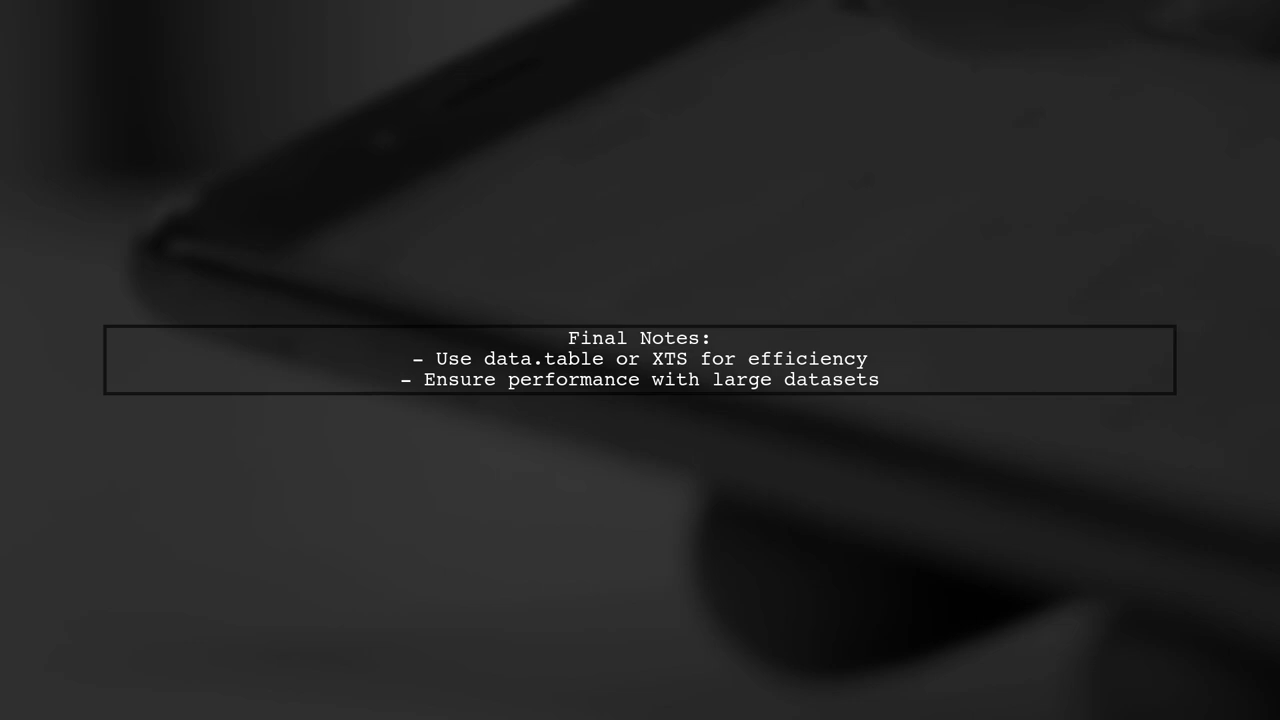 Final Notes:
- Use data.table or XTS for efficiency
- Ensure performance with large datasets